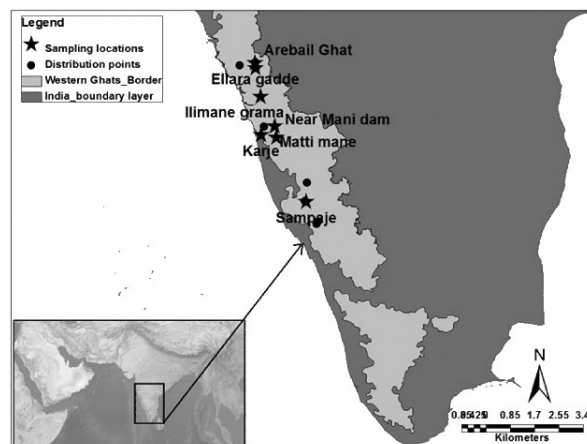 Legend
Sampling locations
Distribution points
Western Ghats_Border
India_boundary layer
Arebail Ghat
Ellara gadde
Ilimane grama
Near Mani dam
Matti mane
Karje
Sampaje
N
0.85 1.7 2.55 3.4
Kilometers